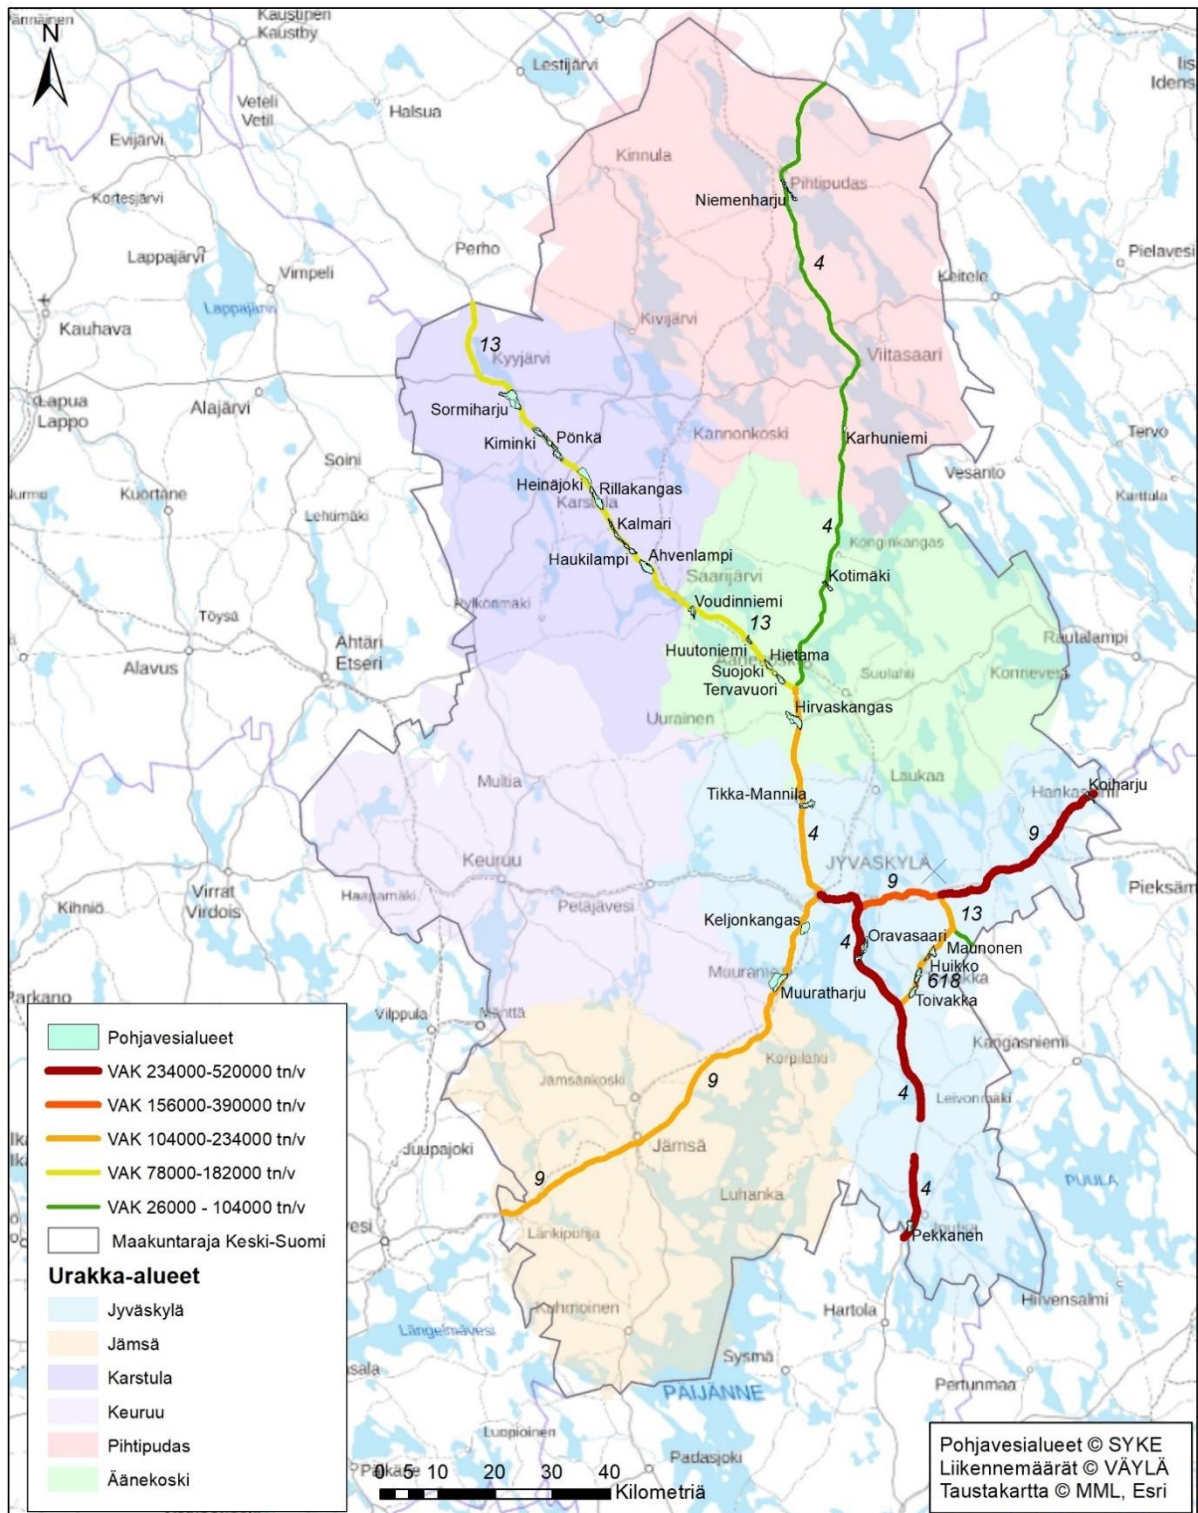 Kaustinen
Kaustby
N
Lestijärvi
Veteli
Vetil
Halsua
Evijärvi
Kinnula
Pihtipudas
Kortesjärvi
Niemenharju
Perho
Lappajärvi
Vimpeli
4
Keitele
Pielavesi
Lappajärvi
Kauhava
Kivijärvi
13
Kyyjärvi
Viitasaari
Lapua
Lappo
Alajärvi
Sormiharju
Kiminki
Pönkä
Kannonkoski
Karhuniemi
Tervo
Soini
Vesanto
Kuortane
Heinäjoki
Rillakangas
Karstula
Karttula
Lehtimäki
Kalmari
4
Konginkangas
Haukilampi
Ahvenlampi
Saarijärvi
Kotimäki
Pylkönmäki
Voudinniemi
Töysä
13
Rautalampi
Ähtäri
Etseri
Huutoniemi
Hietama
Alavus
Suojoki
Suolahti
Konnevesi
Tervavuori
Hirvaskangas
Uurainen
Laukaa
Multia
Tikka-Mannila
Hankasalmi
Koiharju
4
9
Keuruu
JYVÄSKYLÄ
Virrat
Virdois
Haapamäki
9
Pieksäm
Kihniö
Petäjävesi
Keljonkangas
13
Oravasaari
4
Maunonen
Huikko
Muurame
618
Toivakka
Muuratharju
Parkano
Vilppula
Mänttä
Kangasniemi
Korpilahti
Jämsänkoski
9
4
Leivonmäki
Juupajoki
Jämsä
9
Luhanka
4
PUULA
Joutsa
Pekkanen
Länkipohja
Kuhmoinen
Hartola
Hirvensalmi
Längelmävesi
Sysmä
PÄIJÄNNE
Pertunmaa
Luopioinen
Padasjoki
Pälkäne
Pohjavesialueet
VAK 234000-520000 tn/v
VAK 156000-390000 tn/v
VAK 104000-234000 tn/v
VAK 78000-182000 tn/v
VAK 26000 - 104000 tn/v
Maakuntaraja Keski-Suomi
Urakka-alueet
Jyväskylä
Jämsä
Karstula
Keuruu
Pihtipudas
Äänekoski
0 5 10 20 30 40
Kilometriä
Pohjavesialueet © SYKE
Liikennemäärät © VÄYLÄ
Taustakartta © MML, Esri